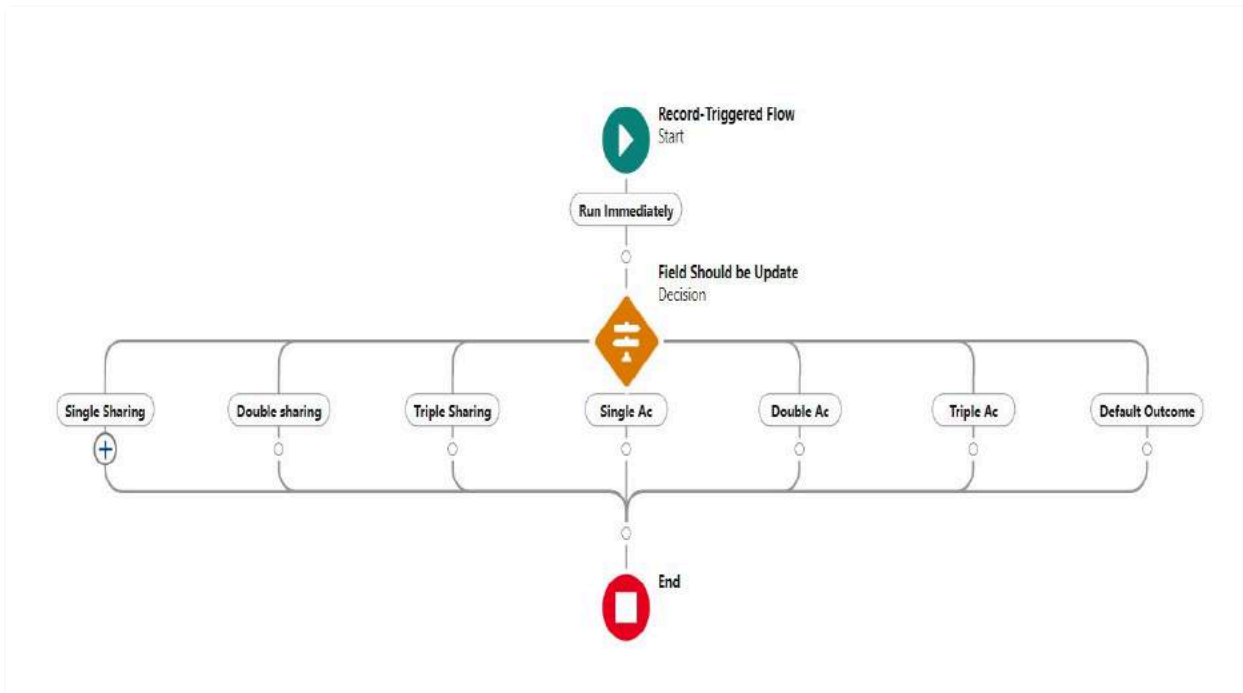 Record-Triggered Flow
Start
Run Immediately
Field Should be Update
Decision
Single Sharing
Double sharing
Triple Sharing
Single Ac
Double Ac
Triple Ac
Default Outcome
End